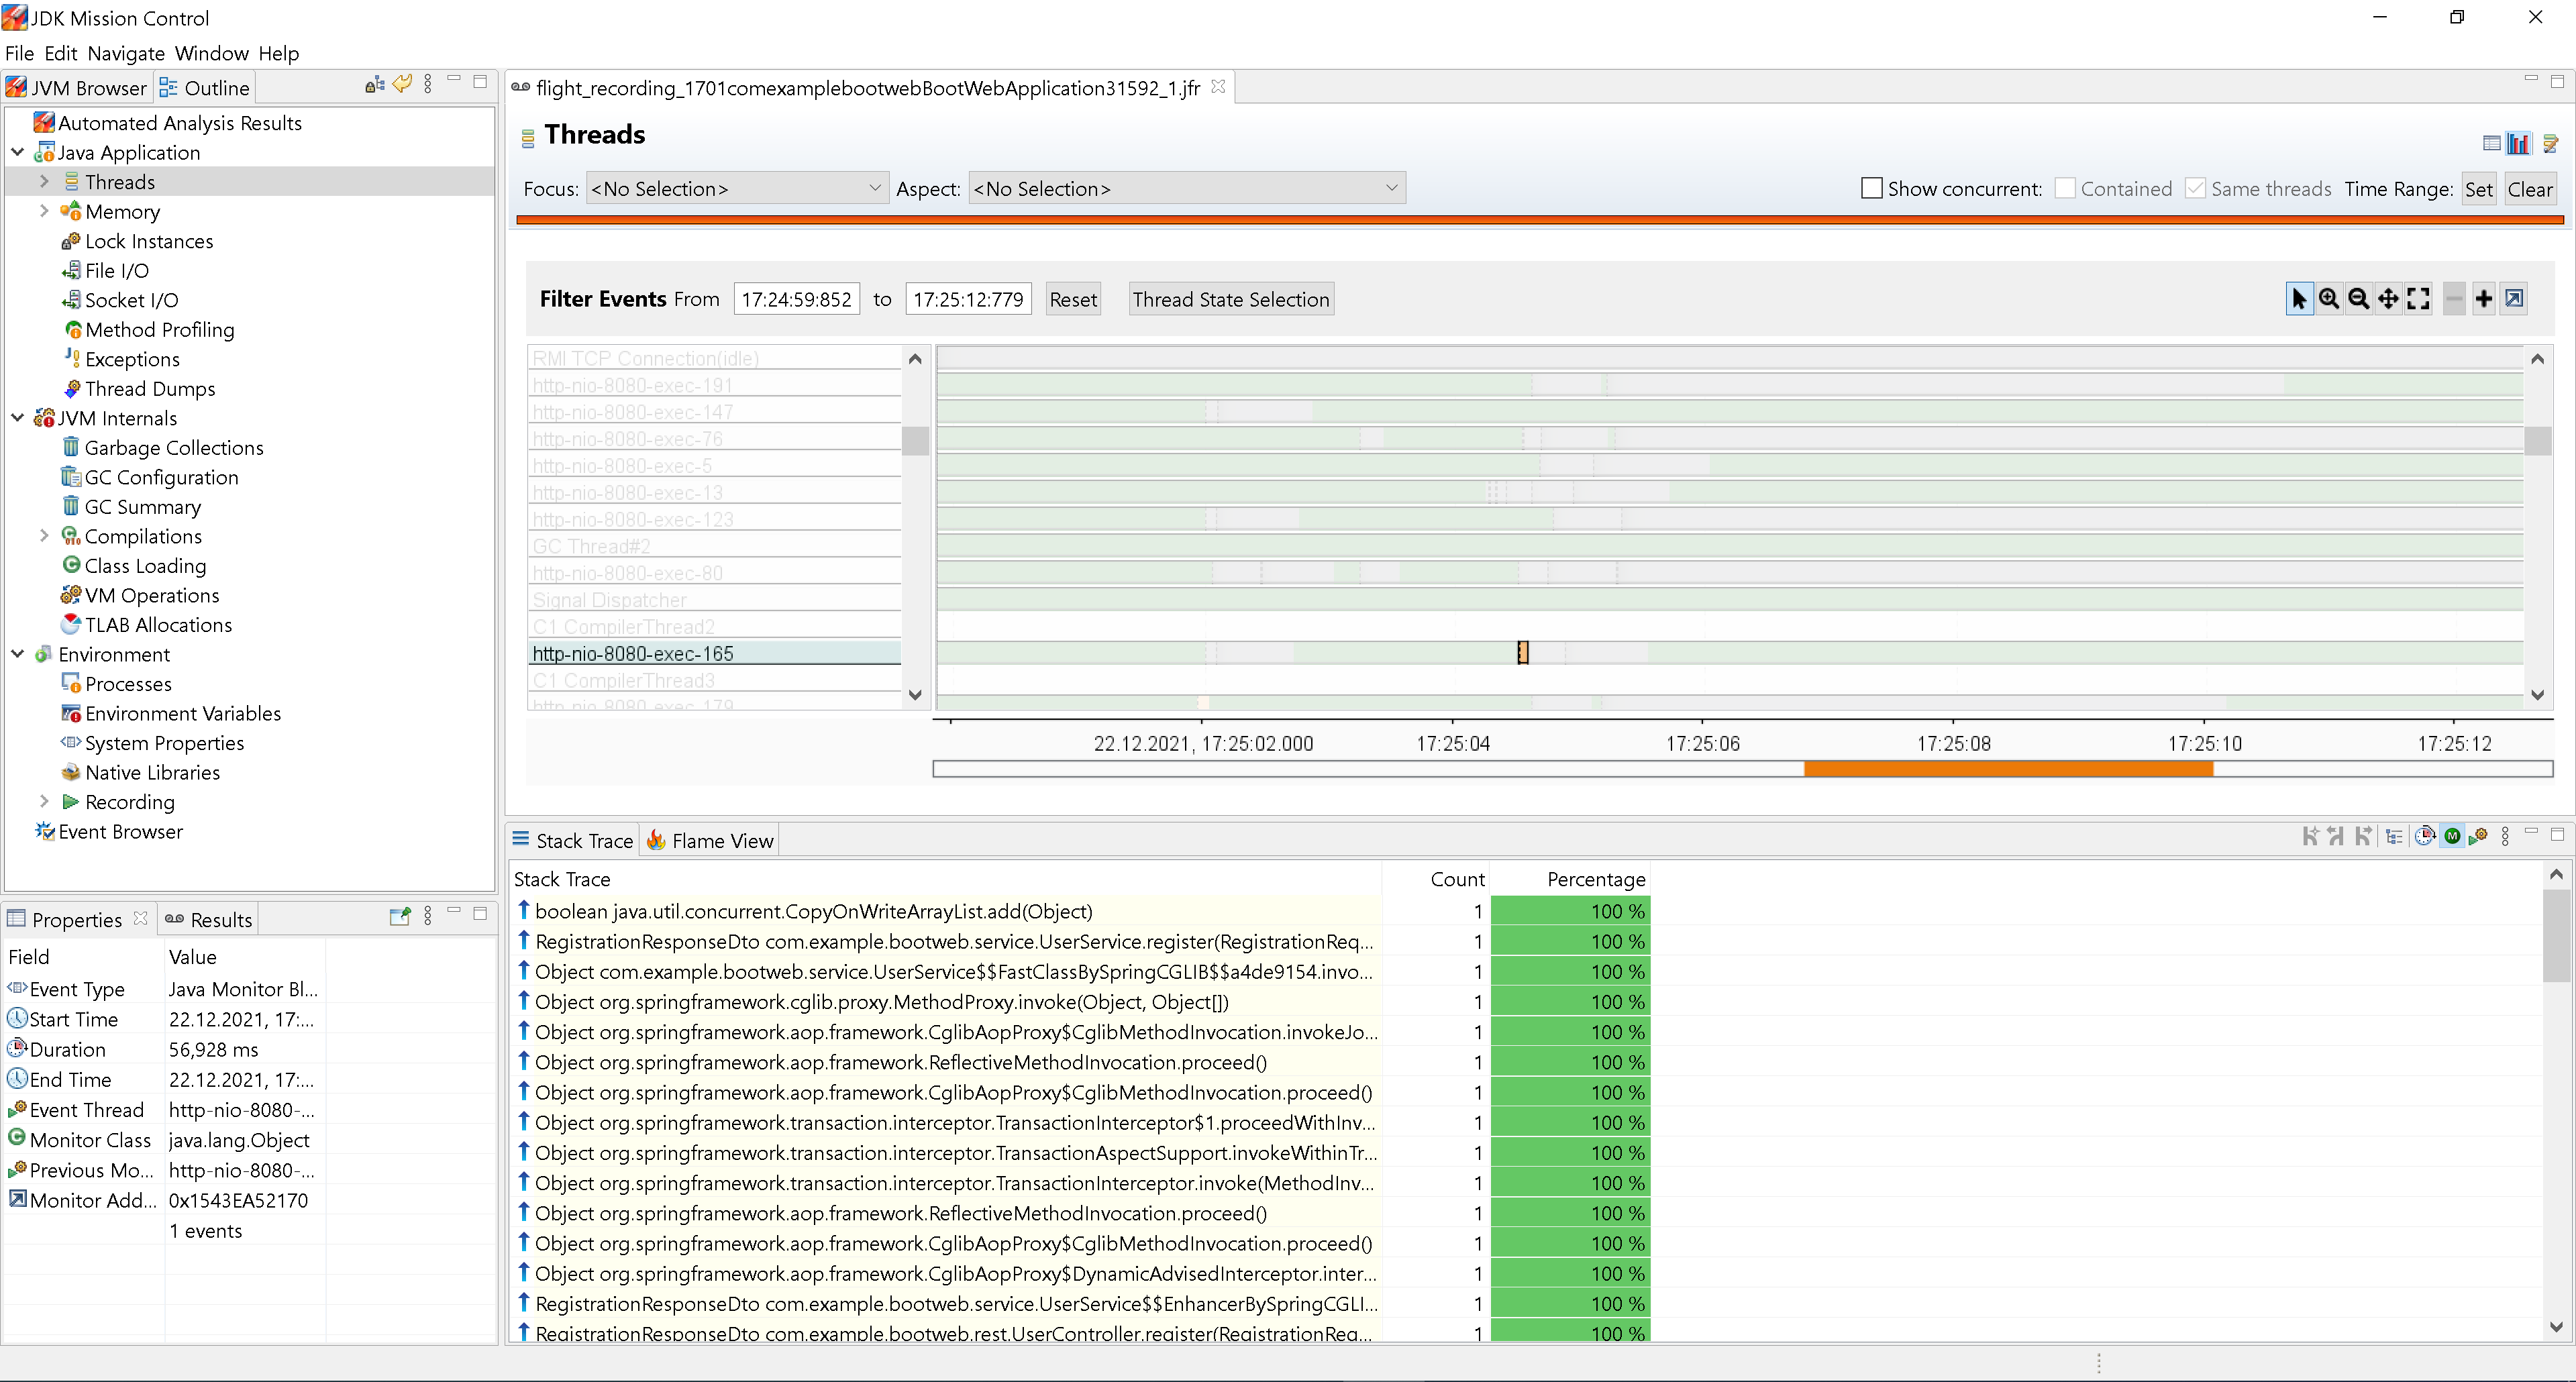 JDK Mission Control
File Edit Navigate Window Help
JVM Browser
Outline
Automated Analysis Results
Java Application
Threads
Memory
Lock Instances
File I/O
Socket I/O
Method Profiling
Exceptions
Thread Dumps
JVM Internals
Garbage Collections
GC Configuration
GC Summary
Compilations
Class Loading
VM Operations
TLAB Allocations
Environment
Processes
Environment Variables
System Properties
Native Libraries
Recording
Event Browser
Properties
Results
Field Value
Event Type Java Monitor Bl...
Start Time 22.12.2021, 17:...
Duration 56,928 ms
End Time 22.12.2021, 17:...
Event Thread http-nio-8080-...
Monitor Class java.lang.Object
Previous Mo... http-nio-8080-...
Monitor Add... 0x1543EA52170
1 events
flight_recording_1701comexamplebootwebBootWebApplication31592_1.jfr
Threads
Focus: <No Selection> Aspect: <No Selection> Show concurrent: Contained Same threads Time Range: Set Clear
Filter Events From 17:24:59:852 to 17:25:12:779 Reset Thread State Selection
RMI TCP Connection(idle)
http-nio-8080-exec-191
http-nio-8080-exec-147
http-nio-8080-exec-76
http-nio-8080-exec-5
http-nio-8080-exec-13
http-nio-8080-exec-123
GC Thread#2
http-nio-8080-exec-80
Signal Dispatcher
C1 CompilerThread2
http-nio-8080-exec-165
C1 CompilerThread3
http-nio-8080-exec-179
22.12.2021, 17:25:02.000 17:25:04 17:25:06 17:25:08 17:25:10 17:25:12
Stack Trace
Flame View
Stack Trace Count Percentage
boolean java.util.concurrent.CopyOnWriteArrayList.add(Object) 1 100 %
RegistrationResponseDto com.example.bootweb.service.UserService.register(RegistrationReq... 1 100 %
Object com.example.bootweb.service.UserService$$FastClassBySpringCGLIB$$a4de9154.invo... 1 100 %
Object org.springframework.cglib.proxy.MethodProxy.invoke(Object, Object[]) 1 100 %
Object org.springframework.aop.framework.CglibAopProxy$CglibMethodInvocation.invokeJo... 1 100 %
Object org.springframework.aop.framework.ReflectiveMethodInvocation.proceed() 1 100 %
Object org.springframework.aop.framework.CglibAopProxy$CglibMethodInvocation.proceed() 1 100 %
Object org.springframework.transaction.interceptor.TransactionInterceptor$1.proceedWithInv... 1 100 %
Object org.springframework.transaction.interceptor.TransactionAspectSupport.invokeWithinTr... 1 100 %
Object org.springframework.transaction.interceptor.TransactionInterceptor.invoke(MethodInv... 1 100 %
Object org.springframework.aop.framework.ReflectiveMethodInvocation.proceed() 1 100 %
Object org.springframework.aop.framework.CglibAopProxy$CglibMethodInvocation.proceed() 1 100 %
Object org.springframework.aop.framework.CglibAopProxy$DynamicAdvisedInterceptor.inter... 1 100 %
RegistrationResponseDto com.example.bootweb.service.UserService$$EnhancerBySpringCGLI... 1 100 %
RegistrationResponseDto com.example.bootweb.rest.UserController.register(RegistrationReq... 1 100 %